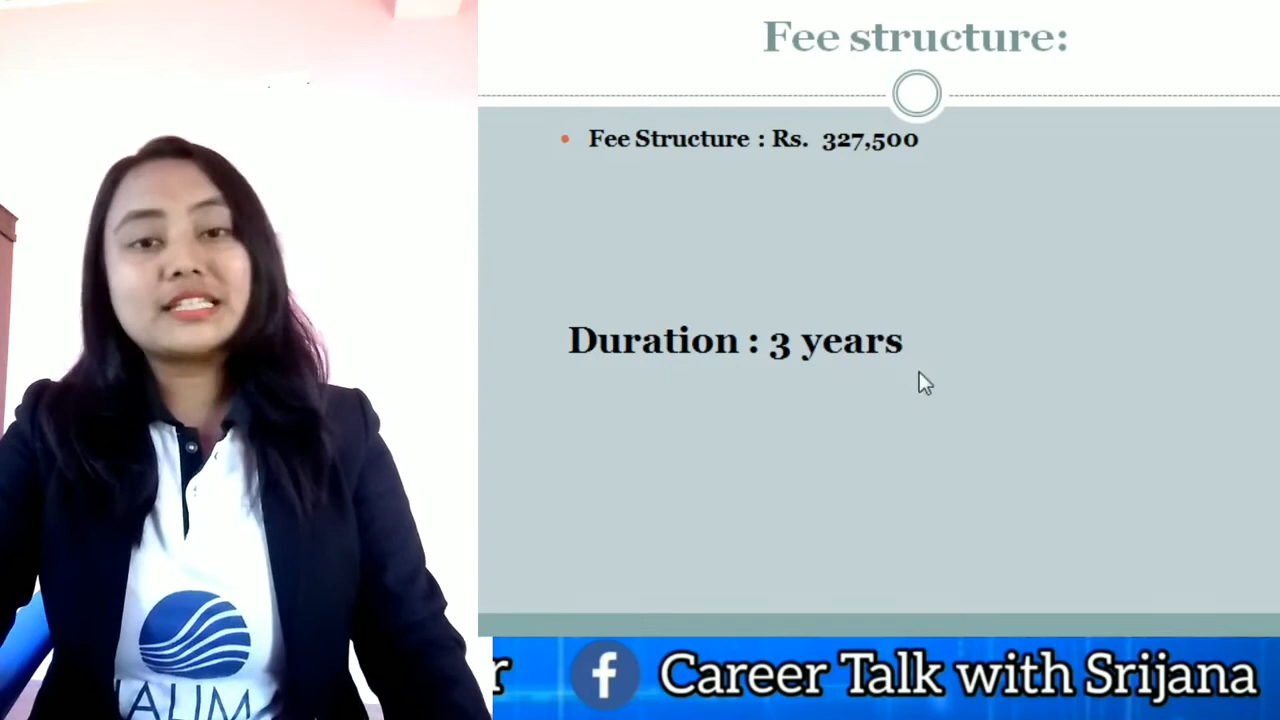 Fee structure:
• Fee Structure : Rs. 327,500
Duration : 3 years
r f Career Talk with Srijana